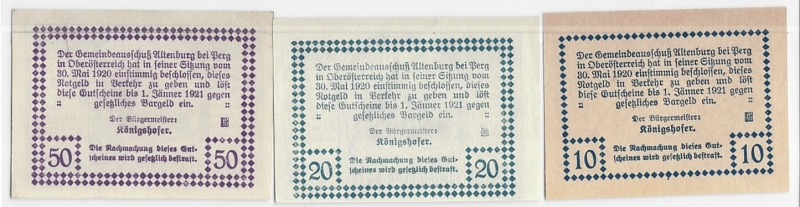 Der Gemeindeausschuß Altenburg bei Perg
in Oberösterreich hat in seiner Sitzung vom
30. Mai 1920 einstimmig beschlossen, dieses
Notgeld in Verkehr zu geben und löst
diese Gutscheine bis 1. Jänner 1921 gegen
:: gesetzliches Bargeld ein. ::
Der Bürgermeister:
Königshofer.
50 Die Nachmachung dieses Gut- 50
scheines wird gesetzlich bestraft.
Der Gemeindeausschuß Altenburg bei Perg
in Oberösterreich hat in seiner Sitzung vom
30. Mai 1920 einstimmig beschlossen, dieses
Notgeld in Verkehr zu geben und löst
diese Gutscheine bis 1. Jänner 1921 gegen
:: gesetzliches Bargeld ein. ::
Der Bürgermeister:
Königshofer.
20 Die Nachmachung dieses Gut- 20
scheines wird gesetzlich bestraft.
Der Gemeindeausschuß Altenburg bei Perg
in Oberösterreich hat in seiner Sitzung vom
30. Mai 1920 einstimmig beschlossen, dieses
Notgeld in Verkehr zu geben und löst
diese Gutscheine bis 1. Jänner 1921 gegen
:: gesetzliches Bargeld ein. ::
Der Bürgermeister:
Königshofer.
10 Die Nachmachung dieses Gut- 10
scheines wird gesetzlich bestraft.